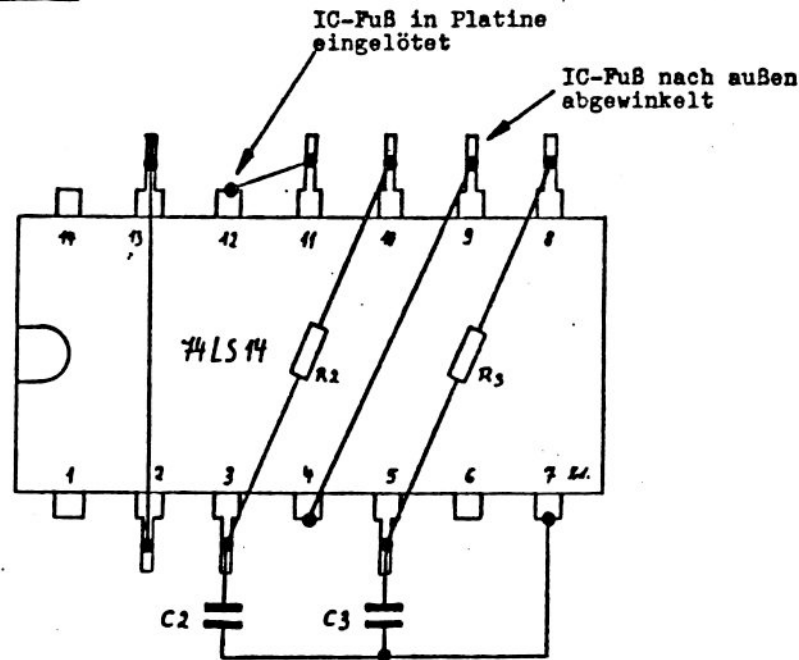 IC-Fuß in Platine
eingelötet
IC-Fuß nach außen
abgewinkelt
14
13
12
11
10
9
8
74LS14
R2
R3
1
2
3
4
5
6
7
C2
C3